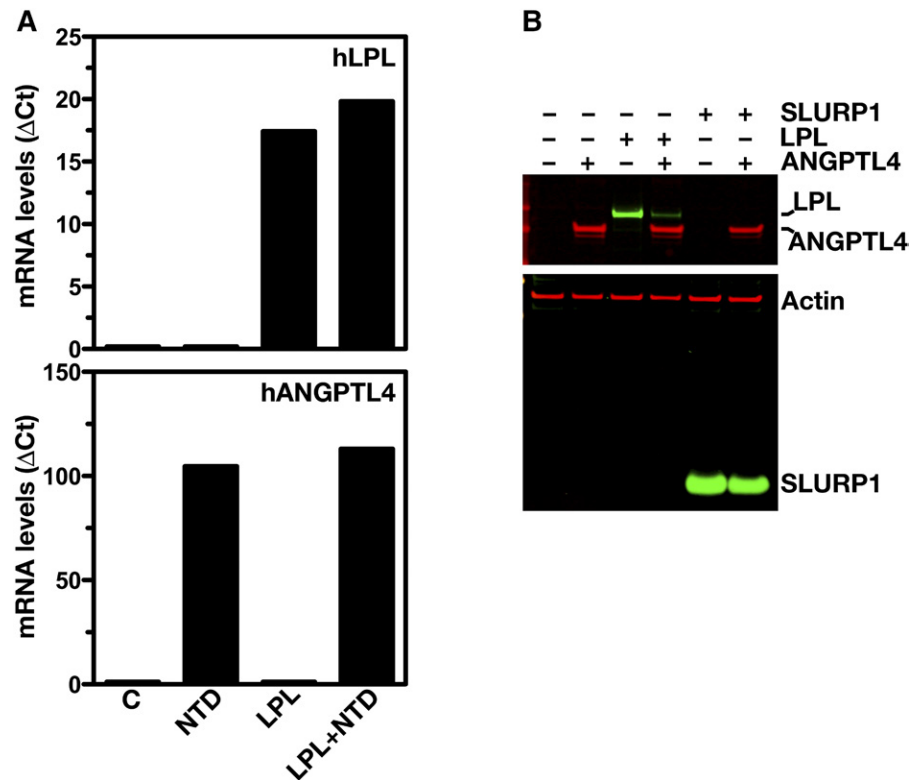 A
hLPL
mRNA levels (ΔCt)
25
20
15
10
5
0
hANGPTL4
mRNA levels (ΔCt)
150
100
50
0
C
NTD
LPL
LPL+NTD
B
– – – – + + SLURP1
– – + + – – LPL
– + – + – + ANGPTL4
LPL
ANGPTL4
Actin
SLURP1